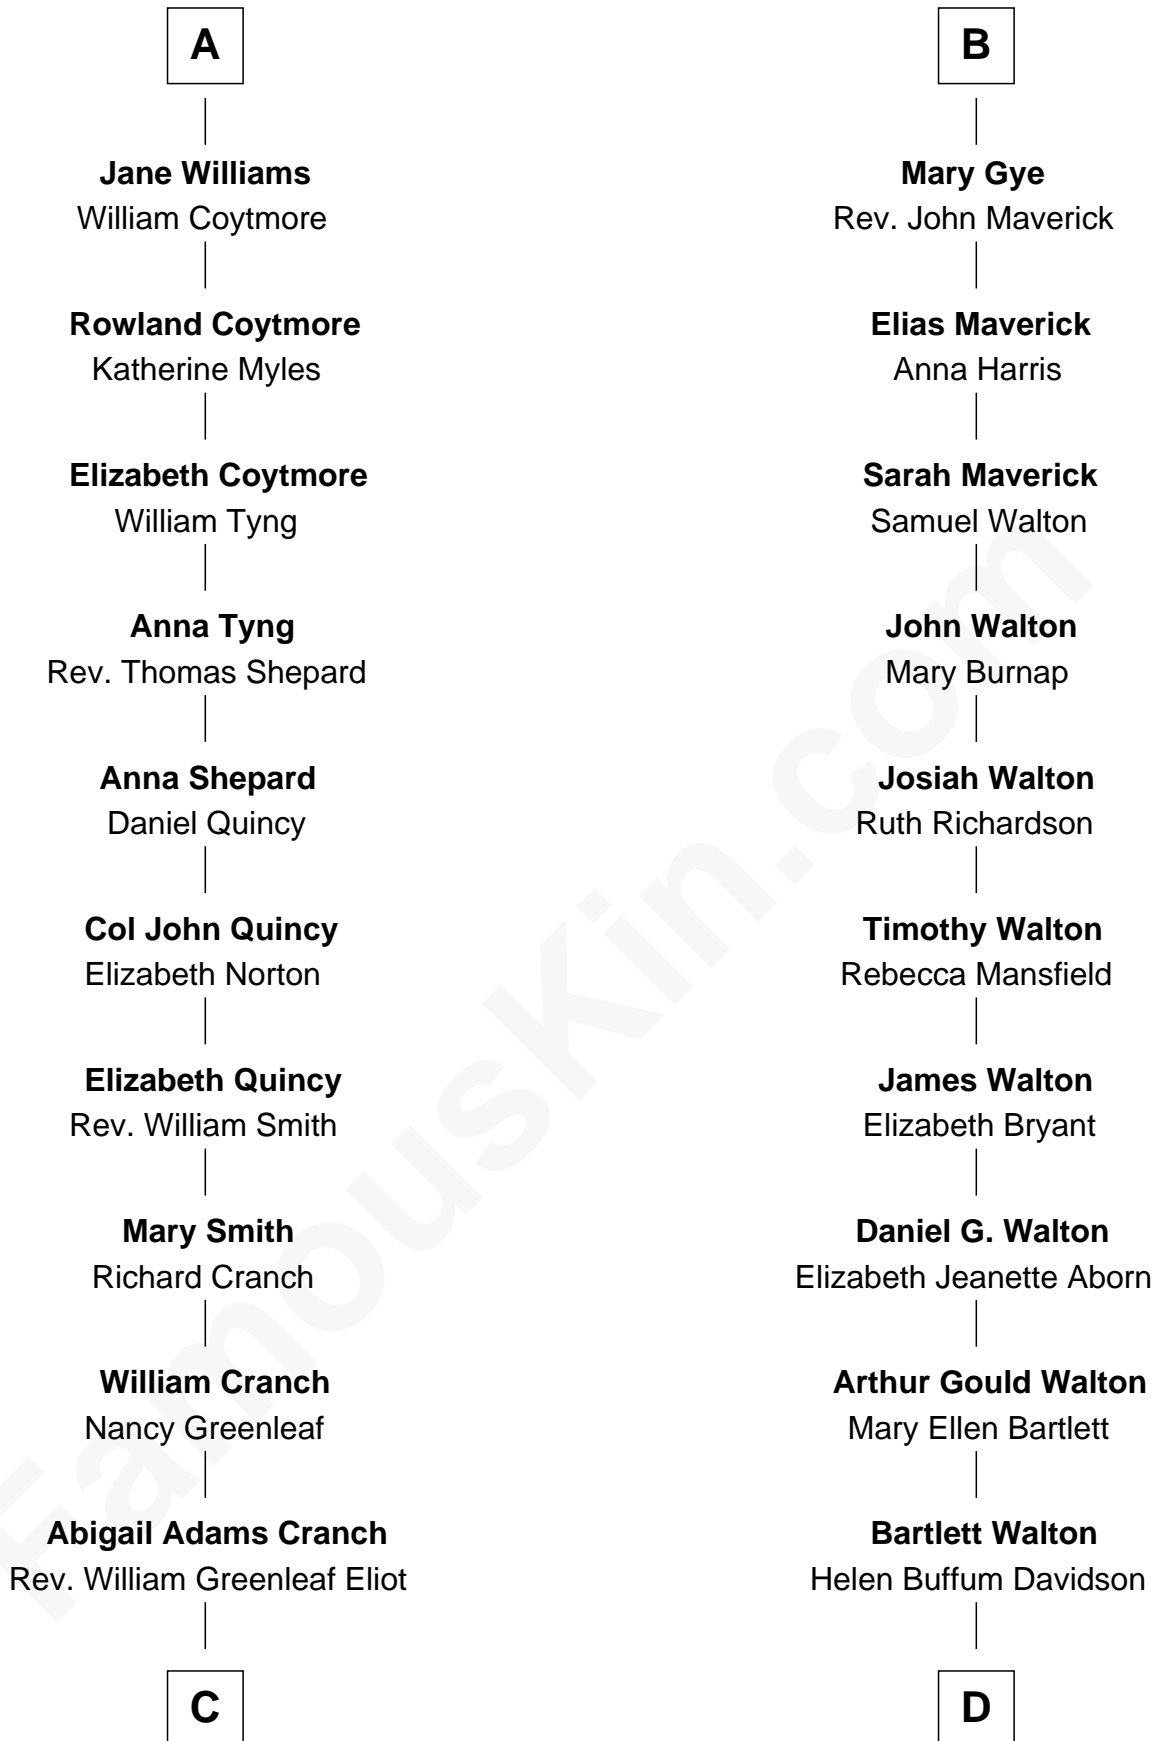 A
Jane Williams
William Coytmore
Rowland Coytmore
Katherine Myles
Elizabeth Coytmore
William Tyng
Anna Tyng
Rev. Thomas Shepard
Anna Shepard
Daniel Quincy
Col John Quincy
Elizabeth Norton
Elizabeth Quincy
Rev. William Smith
Mary Smith
Richard Cranch
William Cranch
Nancy Greenleaf
Abigail Adams Cranch
Rev. William Greenleaf Eliot
C
B
Mary Gye
Rev. John Maverick
Elias Maverick
Anna Harris
Sarah Maverick
Samuel Walton
John Walton
Mary Burnap
Josiah Walton
Ruth Richardson
Timothy Walton
Rebecca Mansfield
James Walton
Elizabeth Bryant
Daniel G. Walton
Elizabeth Jeanette Aborn
Arthur Gould Walton
Mary Ellen Bartlett
Bartlett Walton
Helen Buffum Davidson
D
FamousKin.com